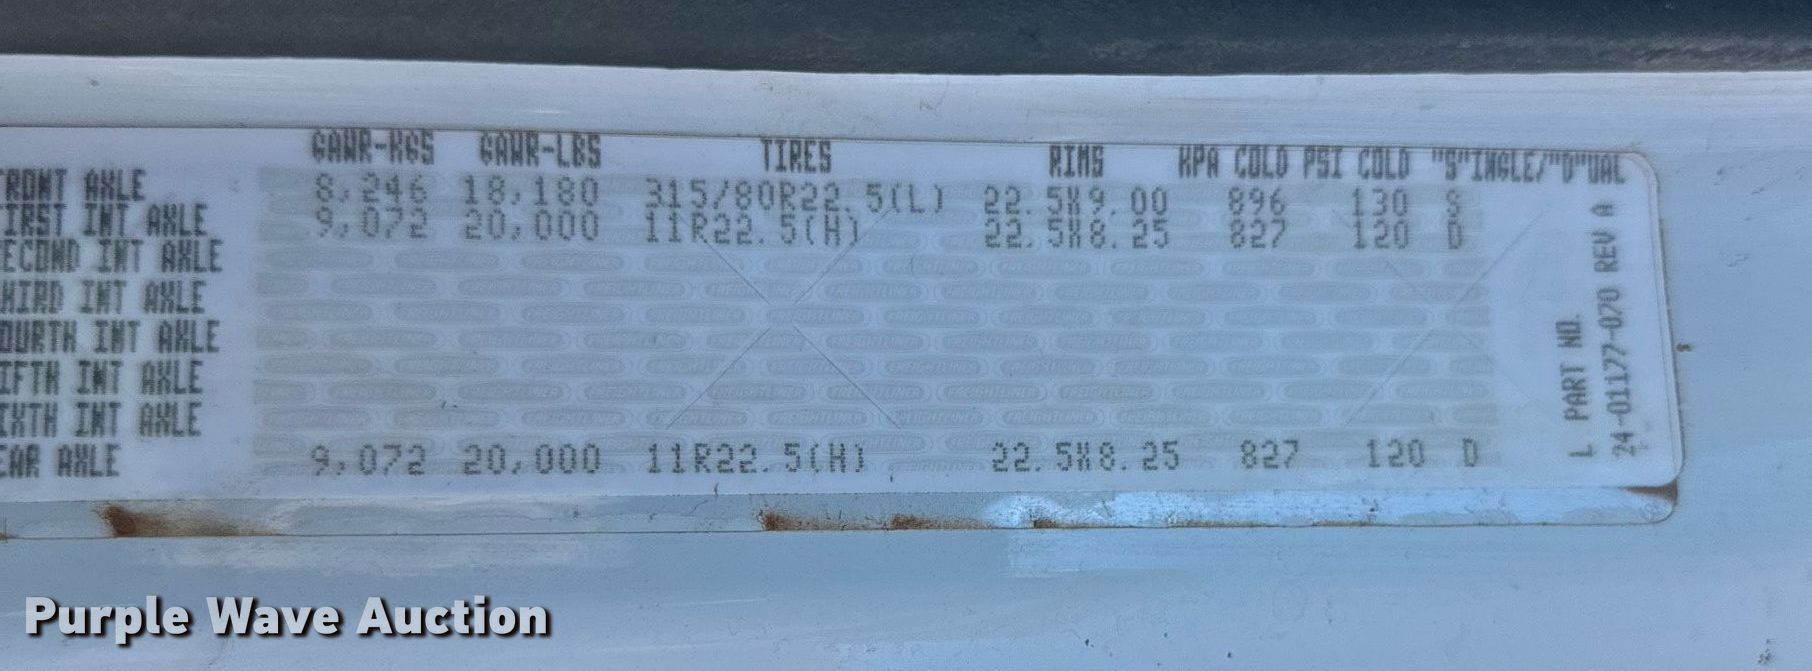 GAWR-KGS GAWR-LBS TIRES RIMS KPA COLD PSI COLD "S"INGLE/"D"UAL
RONT AXLE 8,246 18,180 315/80R22.5(L) 22.5X9.00 896 130 S
IRST INT AXLE 9,072 20,000 11R22.5(H) 22.5X8.25 827 120 D
ECOND INT AXLE
HIRD INT AXLE
OURTH INT AXLE
IFTH INT AXLE
IXTH INT AXLE
EAR AXLE 9,072 20,000 11R22.5(H) 22.5X8.25 827 120 D
L PART NO.
24-01177-070 REV A
Purple Wave Auction